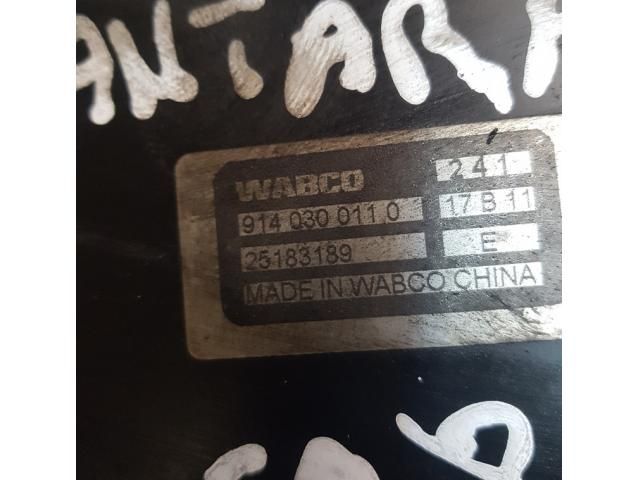 ANTARA
WABCO 241
914 030 011 0 17 B 11
25183189 E
MADE IN WABCO CHINA